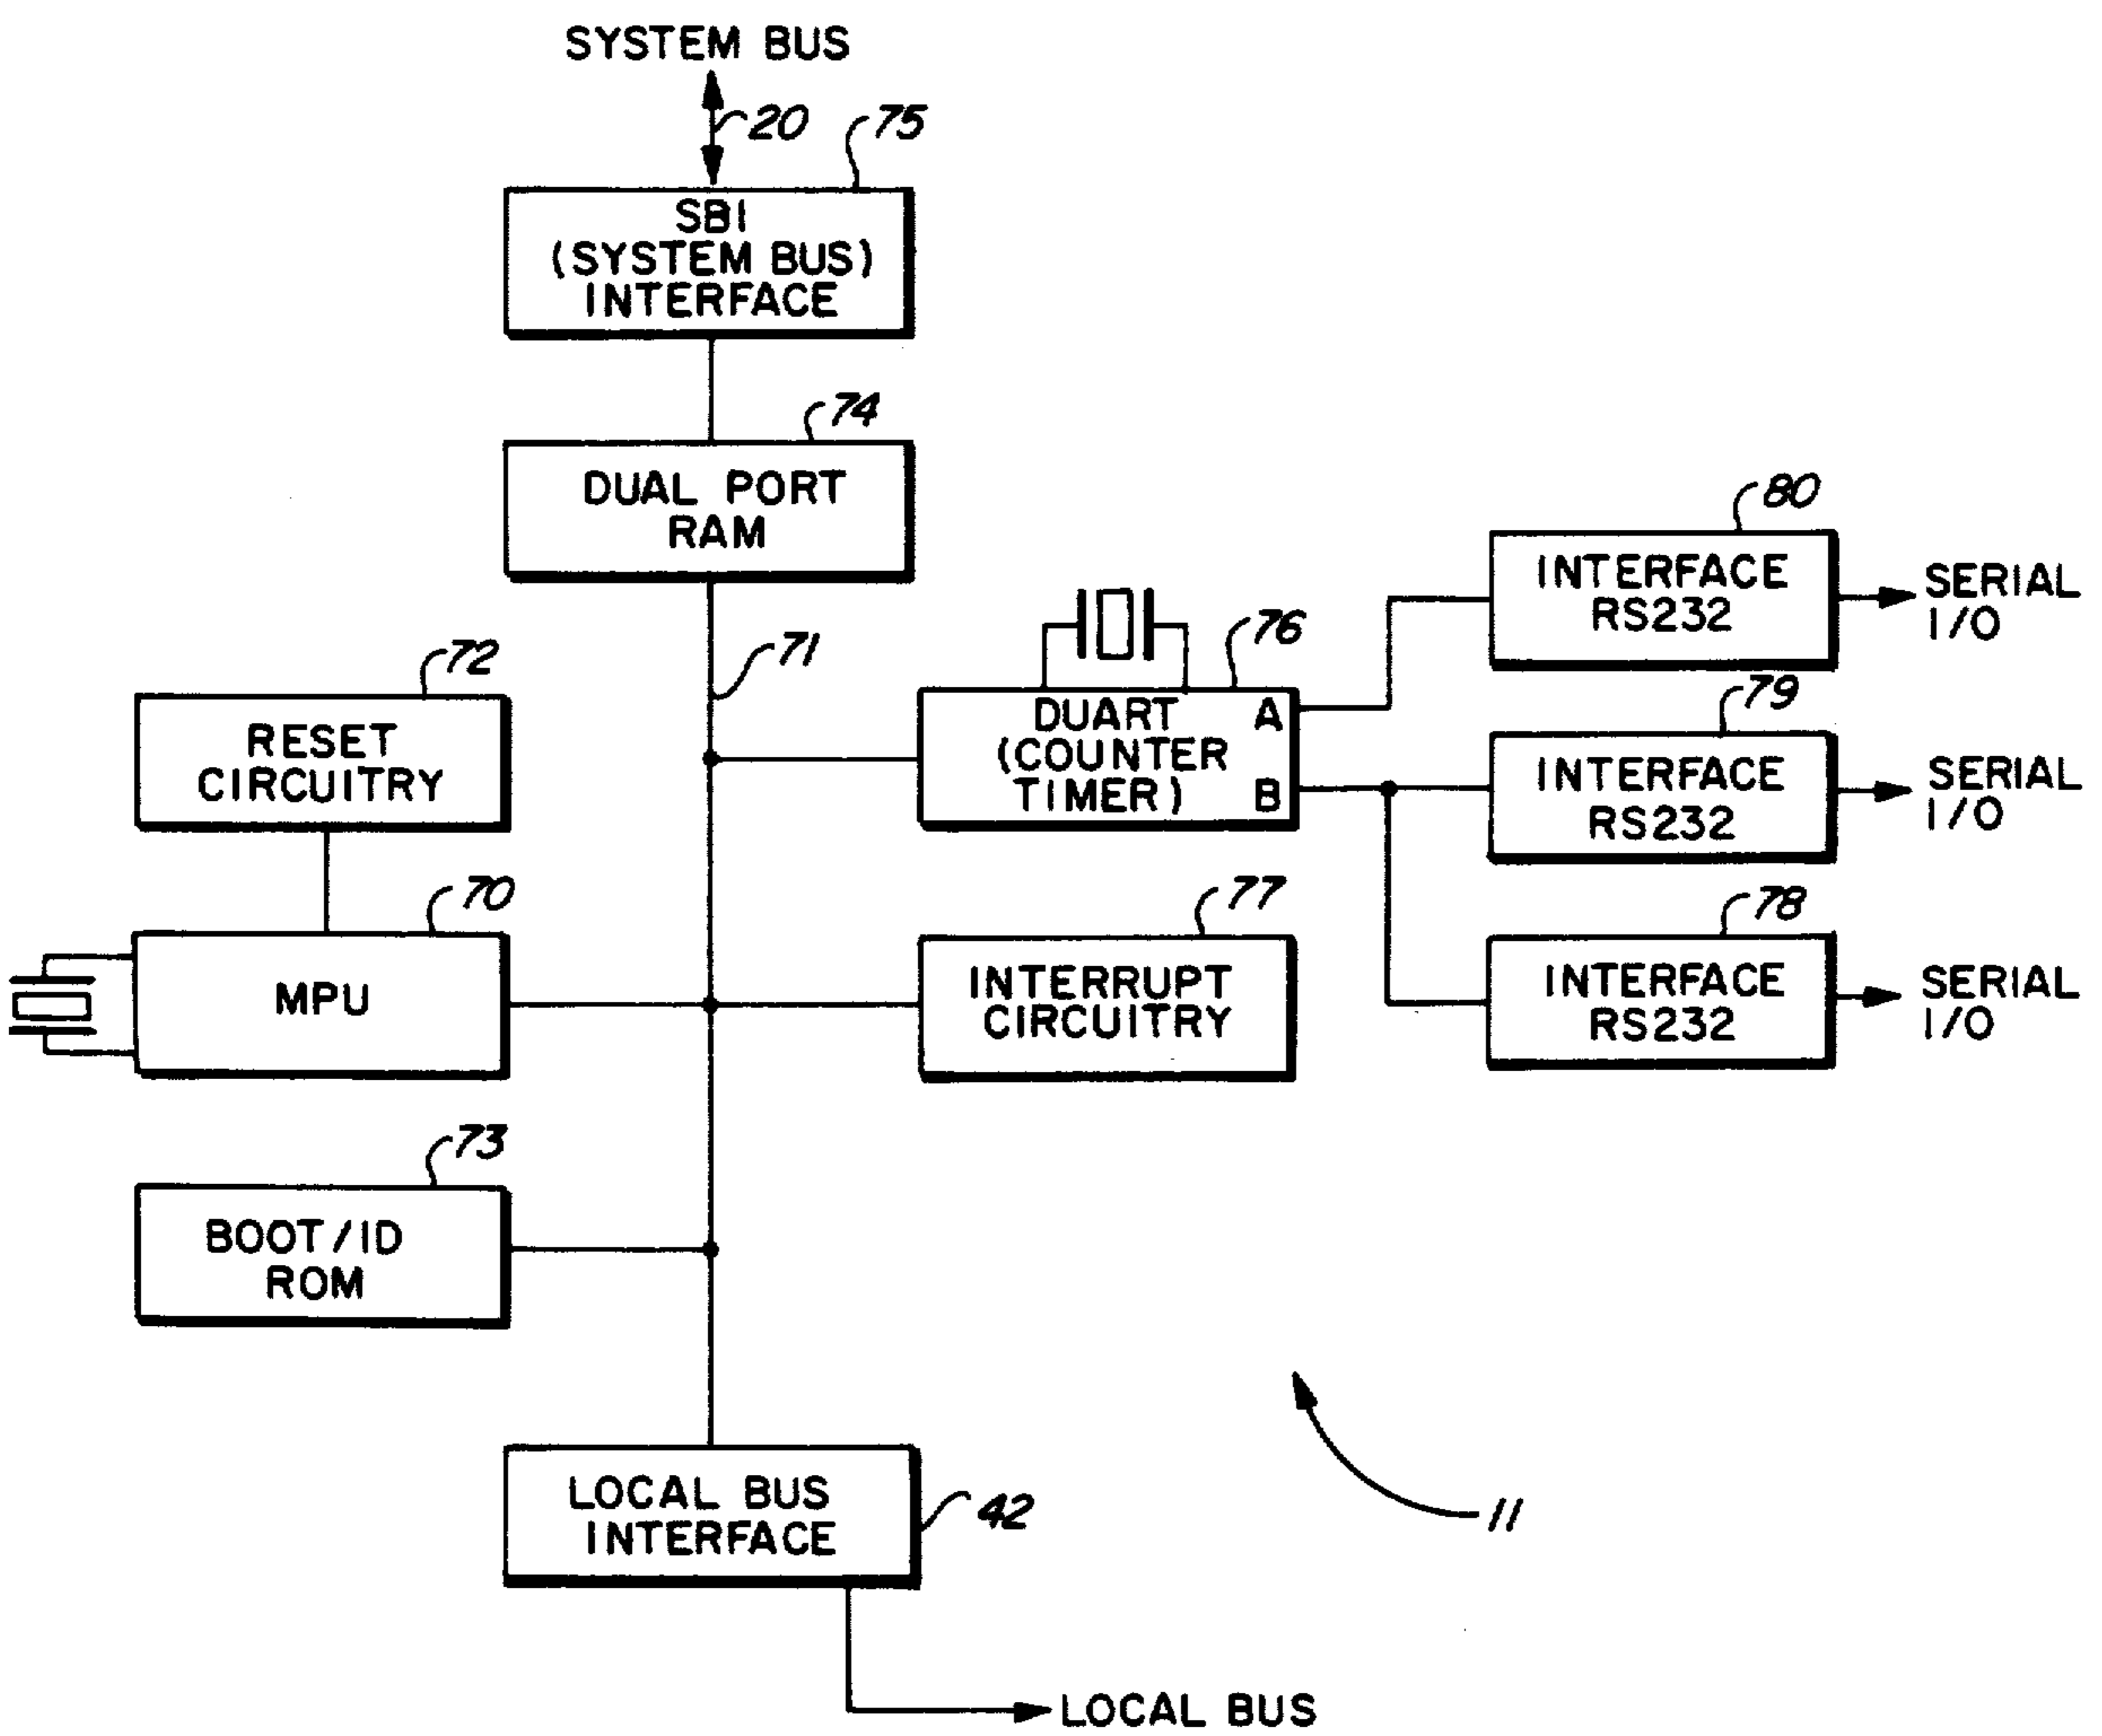 SYSTEM BUS
20
75
SBI
(SYSTEM BUS)
INTERFACE
74
DUAL PORT
RAM
80
INTERFACE
RS232
SERIAL
I/O
71
76
DUART A
(COUNTER
TIMER) B
79
INTERFACE
RS232
SERIAL
I/O
72
RESET
CIRCUITRY
70
MPU
77
INTERRUPT
CIRCUITRY
78
INTERFACE
RS232
SERIAL
I/O
73
BOOT/ID
ROM
LOCAL BUS
INTERFACE
42
11
LOCAL BUS